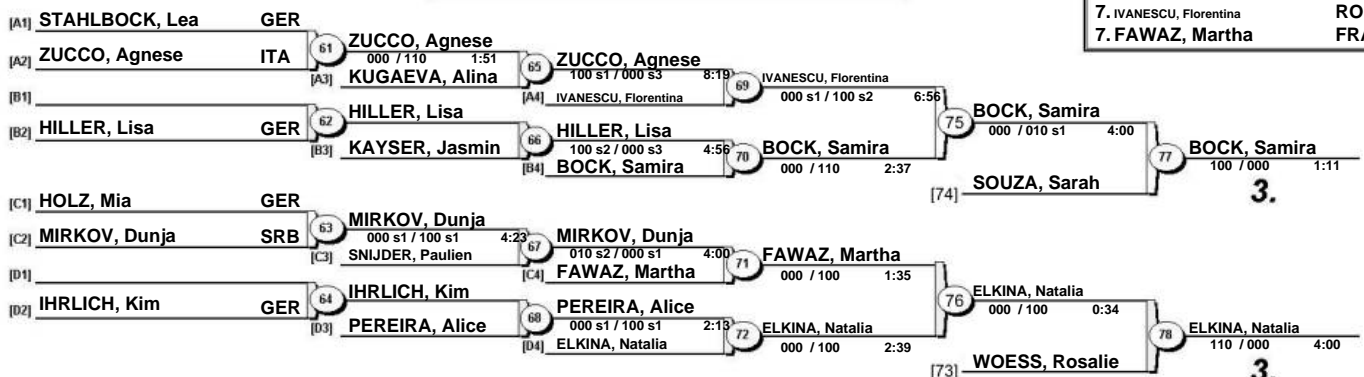 7. IVANESCU, Florentina RO
7. FAWAZ, Martha FRA
[A1] STAHLBOCK, Lea GER
[A2] ZUCCO, Agnese ITA
61
ZUCCO, Agnese
000 / 110 1:51
[A3] KUGAEVA, Alina
65
ZUCCO, Agnese
100 s1 / 000 s3 8:19
[A4] IVANESCU, Florentina
69
IVANESCU, Florentina
000 s1 / 100 s2 6:56
[B1]
[B2] HILLER, Lisa GER
62
HILLER, Lisa
[B3] KAYSER, Jasmin
66
HILLER, Lisa
100 s2 / 000 s3 4:56
[B4] BOCK, Samira
70
BOCK, Samira
000 / 110 2:37
75
BOCK, Samira
000 / 010 s1 4:00
[74] SOUZA, Sarah
77
BOCK, Samira
100 / 000 1:11
3.
[C1] HOLZ, Mia GER
[C2] MIRKOV, Dunja SRB
63
MIRKOV, Dunja
000 s1 / 100 s1 4:23
[C3] SNIJDER, Paulien
67
MIRKOV, Dunja
010 s2 / 000 s1 4:00
[C4] FAWAZ, Martha
71
FAWAZ, Martha
000 / 100 1:35
[D1]
[D2] IHRLICH, Kim GER
64
IHRLICH, Kim
[D3] PEREIRA, Alice
68
PEREIRA, Alice
000 s1 / 100 s1 2:13
[D4] ELKINA, Natalia
72
ELKINA, Natalia
000 / 100 2:39
76
ELKINA, Natalia
000 / 100 0:34
[73] WOESS, Rosalie
78
ELKINA, Natalia
110 / 000 4:00
3.